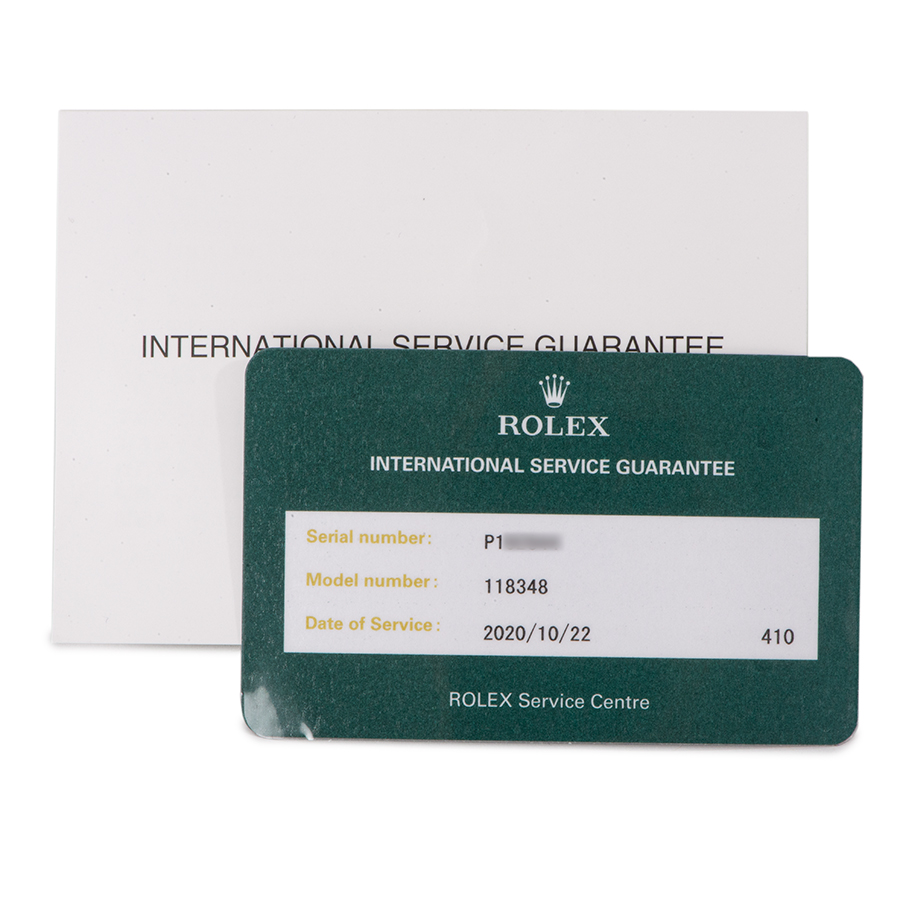 INTERNATIONAL SERVICE GUARANTEE
ROLEX
INTERNATIONAL SERVICE GUARANTEE
Serial number: P1
Model number: 118348
Date of Service: 2020/10/22 410
ROLEX Service Centre